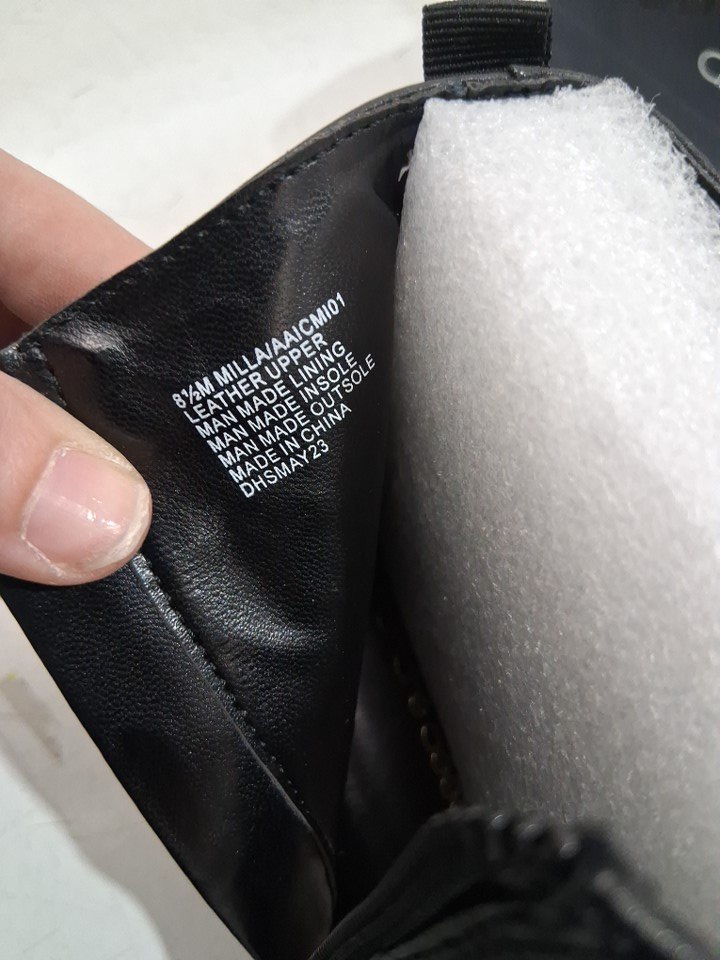 8½M MILLA/AAICMI01
LEATHER UPPER
MAN MADE LINING
MAN MADE INSOLE
MAN MADE OUTSOLE
MADE IN CHINA
DHSMAY23